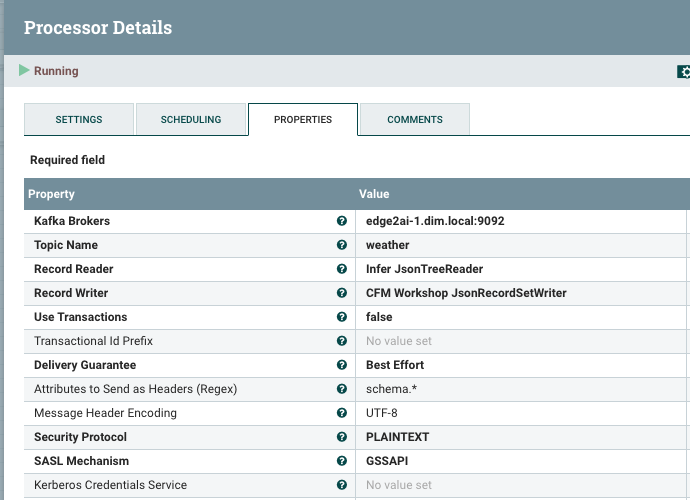 Processor Details
Running
SETTINGS SCHEDULING PROPERTIES COMMENTS
Required field
Property Value
Kafka Brokers edge2ai-1.dim.local:9092
Topic Name weather
Record Reader Infer JsonTreeReader
Record Writer CFM Workshop JsonRecordSetWriter
Use Transactions false
Transactional Id Prefix No value set
Delivery Guarantee Best Effort
Attributes to Send as Headers (Regex) schema.*
Message Header Encoding UTF-8
Security Protocol PLAINTEXT
SASL Mechanism GSSAPI
Kerberos Credentials Service No value set